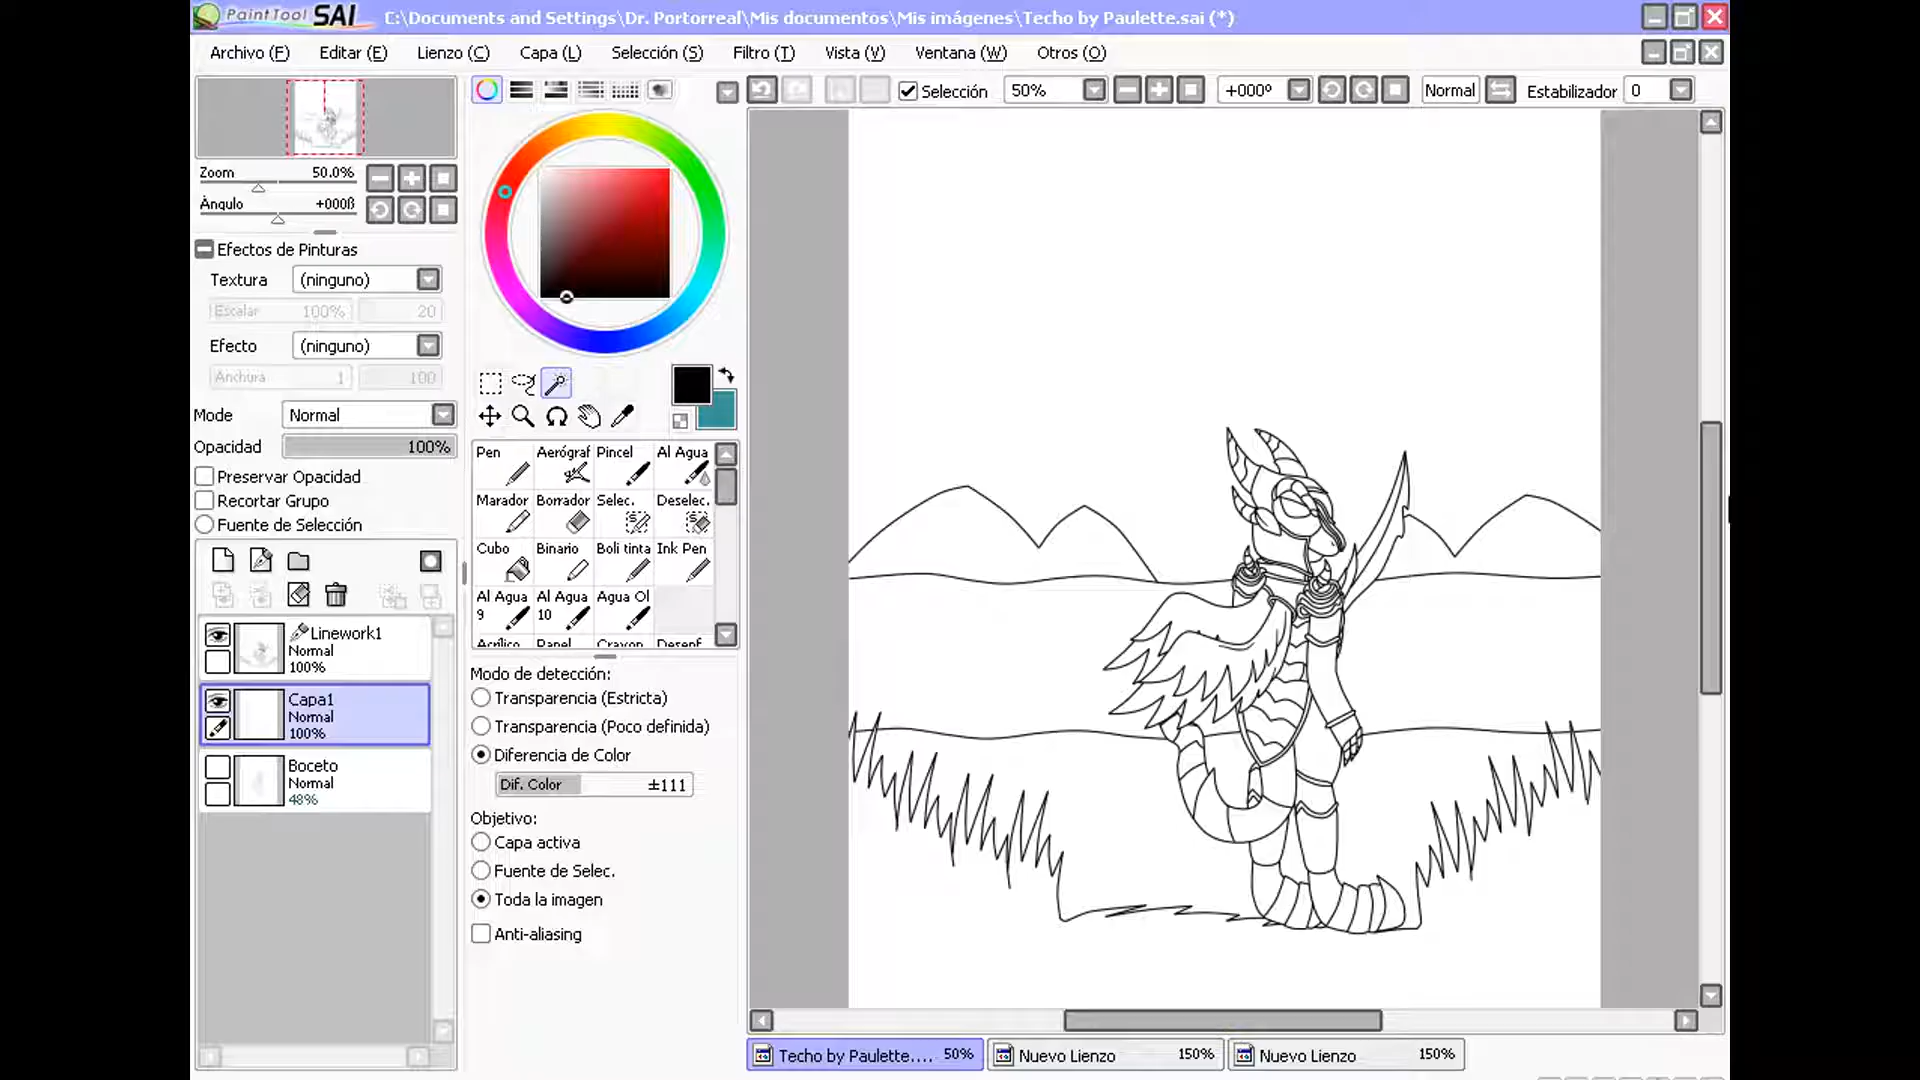 PaintTool SAI C:\Documents and Settings\Dr. Portorreal\Mis documentos\Mis imágenes\Techo by Paulette.sai (*)
Archivo (F) Editar (E) Lienzo (C) Capa (L) Selección (S) Filtro (T) Vista (V) Ventana (W) Otros (O)
Selección 50% +000º Normal Estabilizador 0
Zoom 50.0%
Ángulo +000ß
Efectos de Pinturas
Textura (ninguno)
Escalar 100% 20
Efecto (ninguno)
Anchura 1 100
Mode Normal
Opacidad 100%
Preservar Opacidad
Recortar Grupo
Fuente de Selección
Linework1
Normal
100%
Capa1
Normal
100%
Boceto
Normal
48%
Pen Aerógraf Pincel Al Agua
Marador Borrador Selec. Deselec.
Cubo Binario Boli tinta Ink Pen
Al Agua 9 Al Agua 10 Agua Ol
Acrílico Panel Crayon Desenf
Modo de detección:
Transparencia (Estricta)
Transparencia (Poco definida)
Diferencia de Color
Dif. Color ±111
Objetivo:
Capa activa
Fuente de Selec.
Toda la imagen
Anti-aliasing
Techo by Paulette.... 50% Nuevo Lienzo 150% Nuevo Lienzo 150%